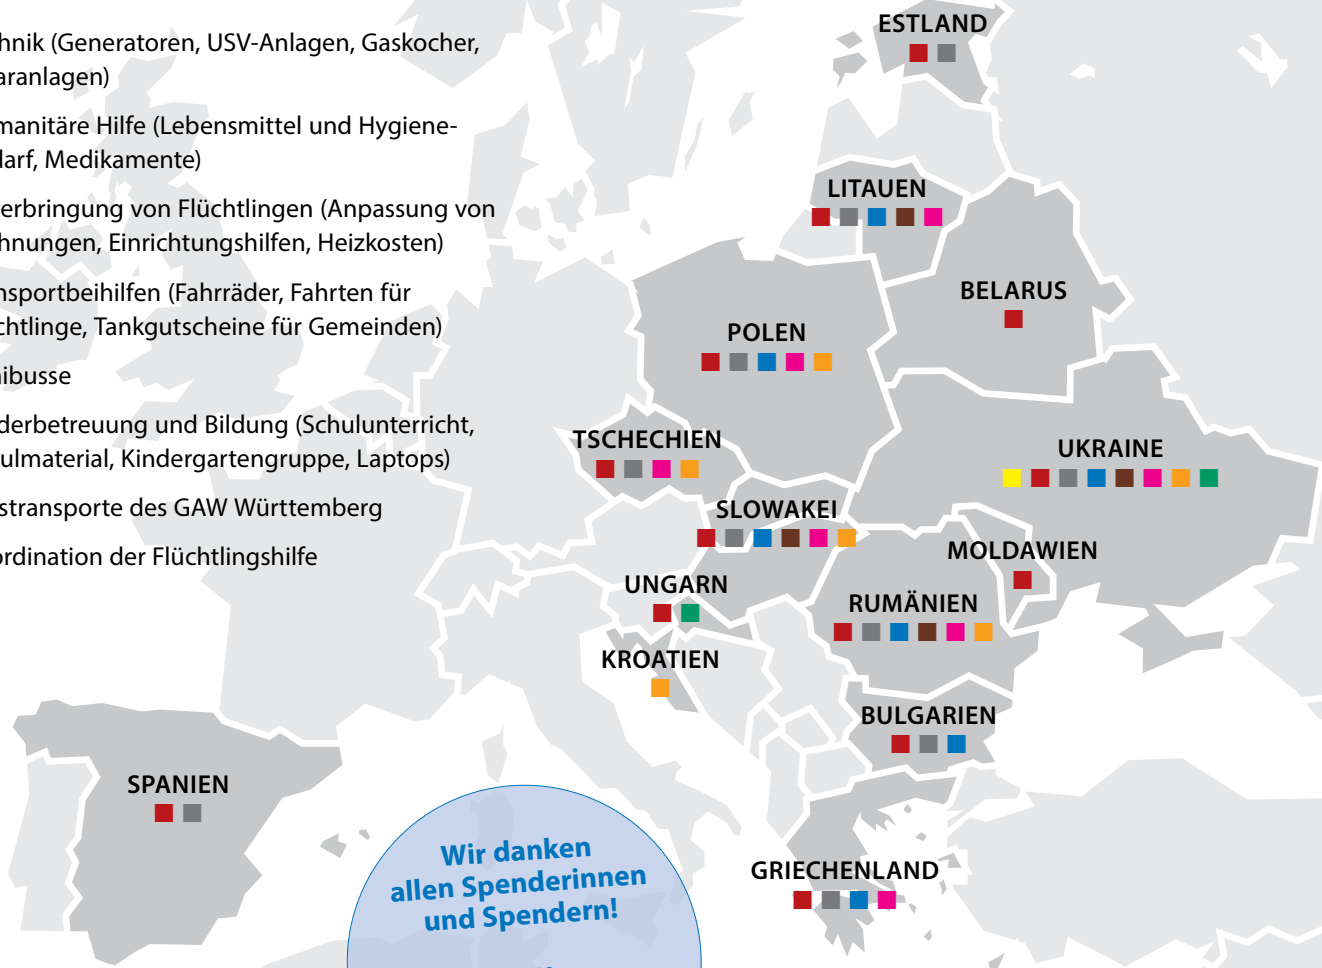 hnik (Generatoren, USV-Anlagen, Gaskocher,
aranlagen)
manitäre Hilfe (Lebensmittel und Hygiene-
darf, Medikamente)
erbringung von Flüchtlingen (Anpassung von
hnungen, Einrichtungshilfen, Heizkosten)
nsportbeihilfen (Fahrräder, Fahrten für
chtlinge, Tankgutscheine für Gemeinden)
ibusse
derbetreuung und Bildung (Schulunterricht,
ulmaterial, Kindergartengruppe, Laptops)
stransporte des GAW Württemberg
ordination der Flüchtlingshilfe
ESTLAND
LITAUEN
BELARUS
POLEN
TSCHECHIEN
UKRAINE
SLOWAKEI
MOLDAWIEN
UNGARN
RUMÄNIEN
KROATIEN
BULGARIEN
SPANIEN
GRIECHENLAND
Wir danken
allen Spenderinnen
und Spendern!